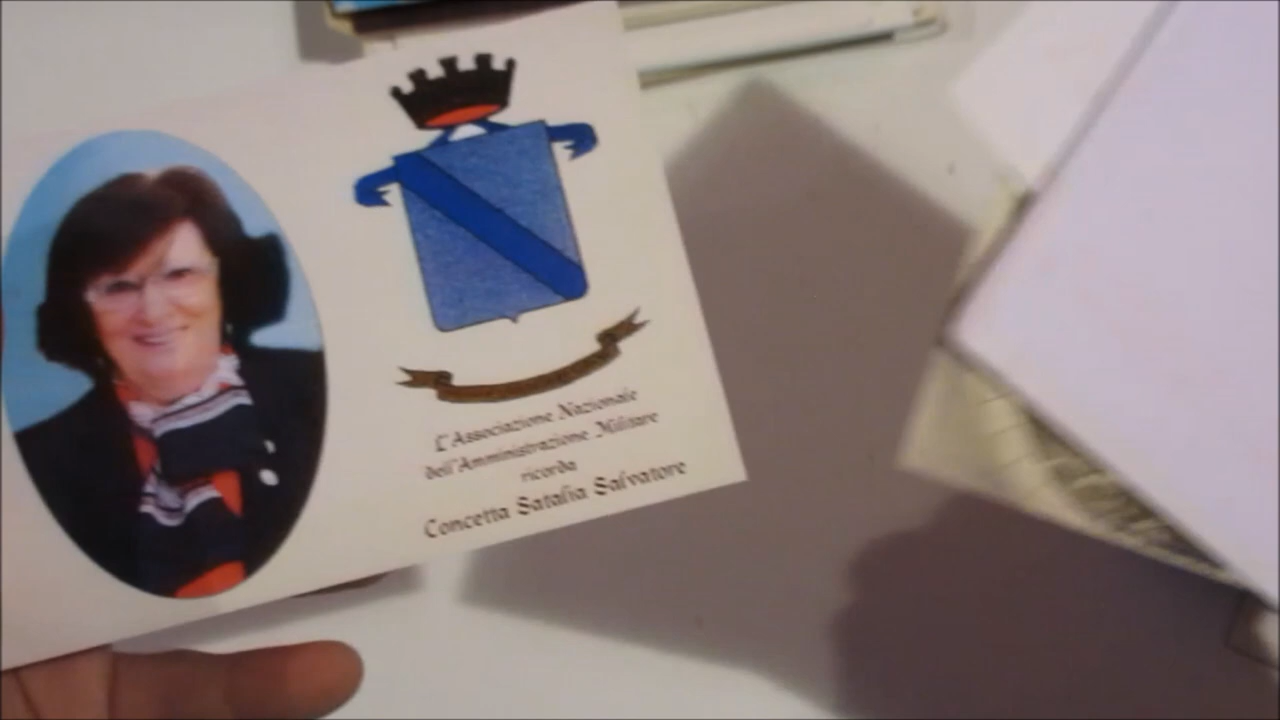 L'Associazione Nazionale
dell'Amministrazione Militare
ricorda
Concetta Satalia Salvatore